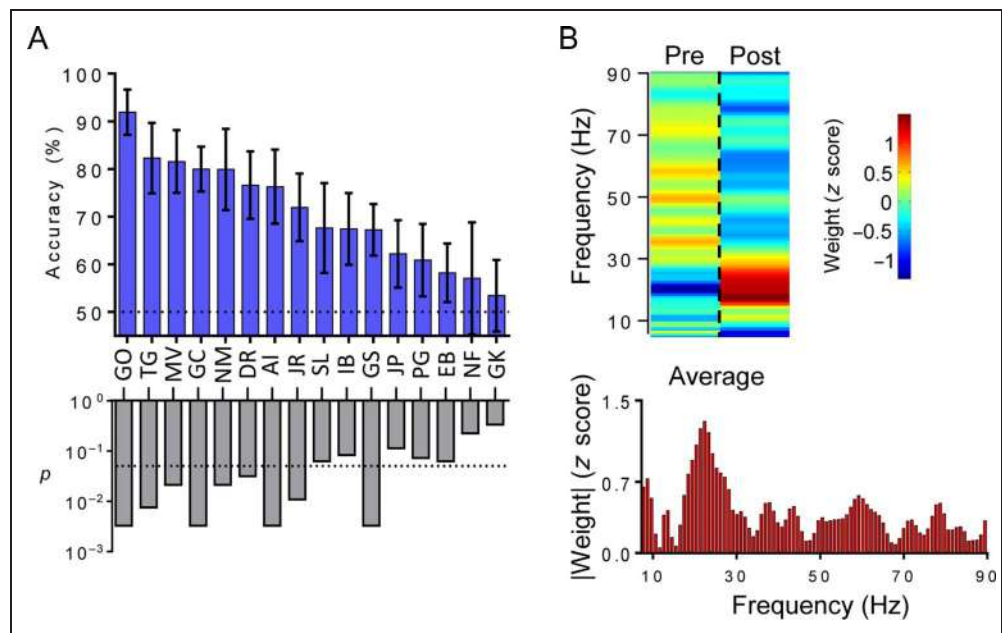 A
Accuracy (%)
100
90
80
70
60
50
GO TG MV GC NM DR AI JR SL IB GS JP PG EB NF GK
p
10⁰
10⁻¹
10⁻²
10⁻³
B
Pre Post
Frequency (Hz)
90
70
50
30
10
Weight (z score)
1
0.5
0
−0.5
−1
Average
|Weight| (z score)
1.5
0.7
0.0
10 30 50 70 90
Frequency (Hz)